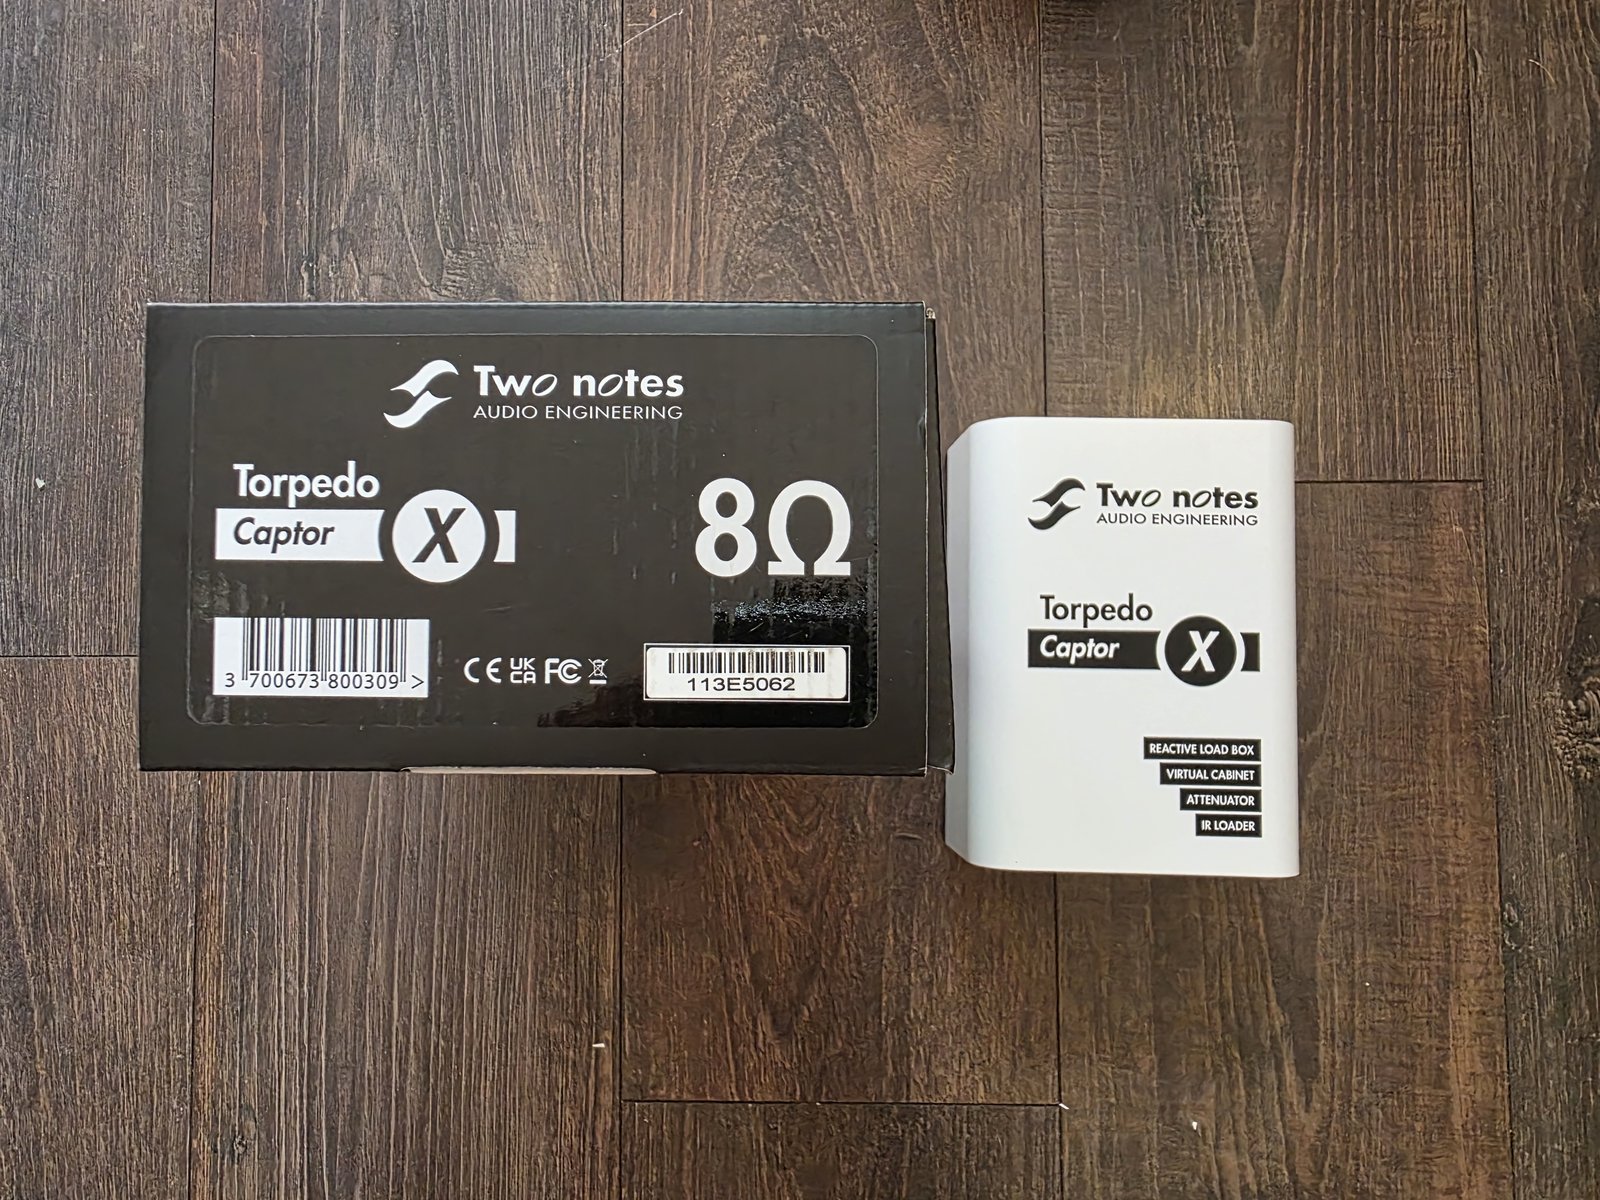 Two notes
AUDIO ENGINEERING
Torpedo
Captor X
8Ω
3 700673 800309 >
CE UK CA FC
113E5062
Two notes
AUDIO ENGINEERING
Torpedo
Captor X
REACTIVE LOAD BOX
VIRTUAL CABINET
ATTENUATOR
IR LOADER